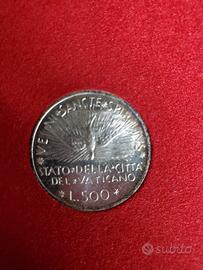 VENI SANCTE SPIRITUS
STATO DELLA CITTA'
DEL VATICANO
L.500
subito